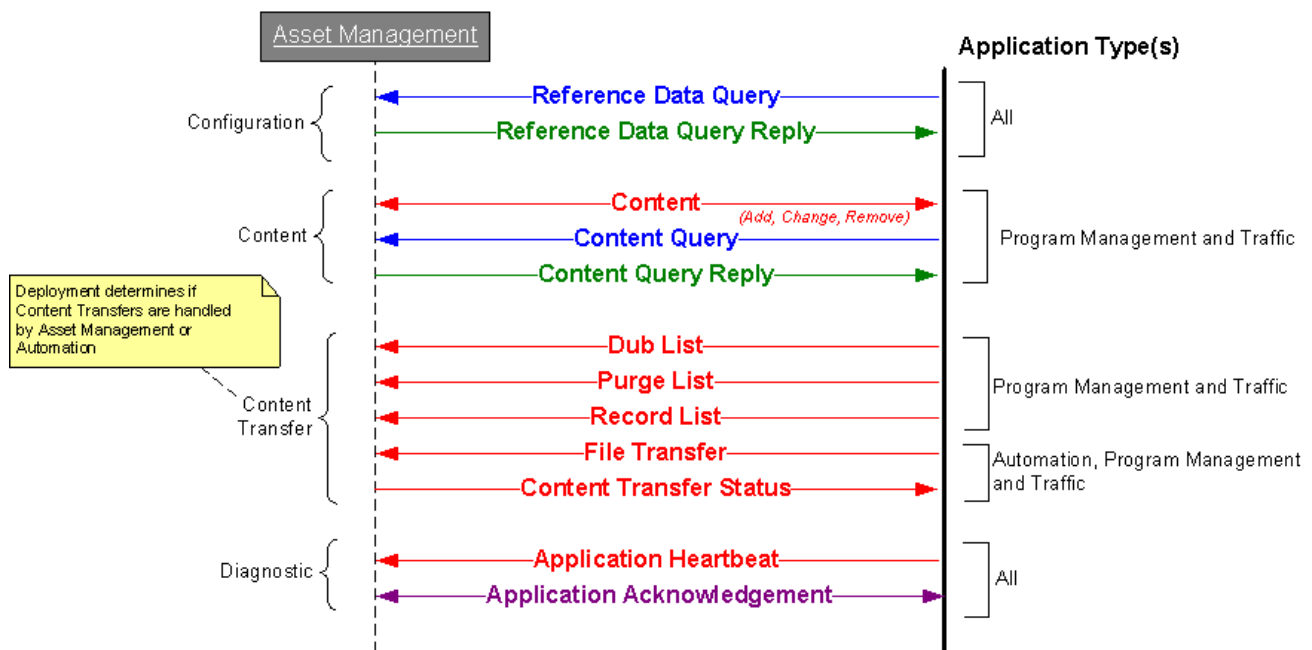 Asset Management
Application Type(s)
Reference Data Query
Configuration
All
Reference Data Query Reply
Content
(Add, Change, Remove)
Content
Content Query
Program Management and Traffic
Content Query Reply
Deployment determines if
Content Transfers are handled
by Asset Management or
Automation
Dub List
Purge List
Program Management and Traffic
Content
Transfer
Record List
File Transfer
Automation, Program Management
and Traffic
Content Transfer Status
Application Heartbeat
Diagnostic
All
Application Acknowledgement